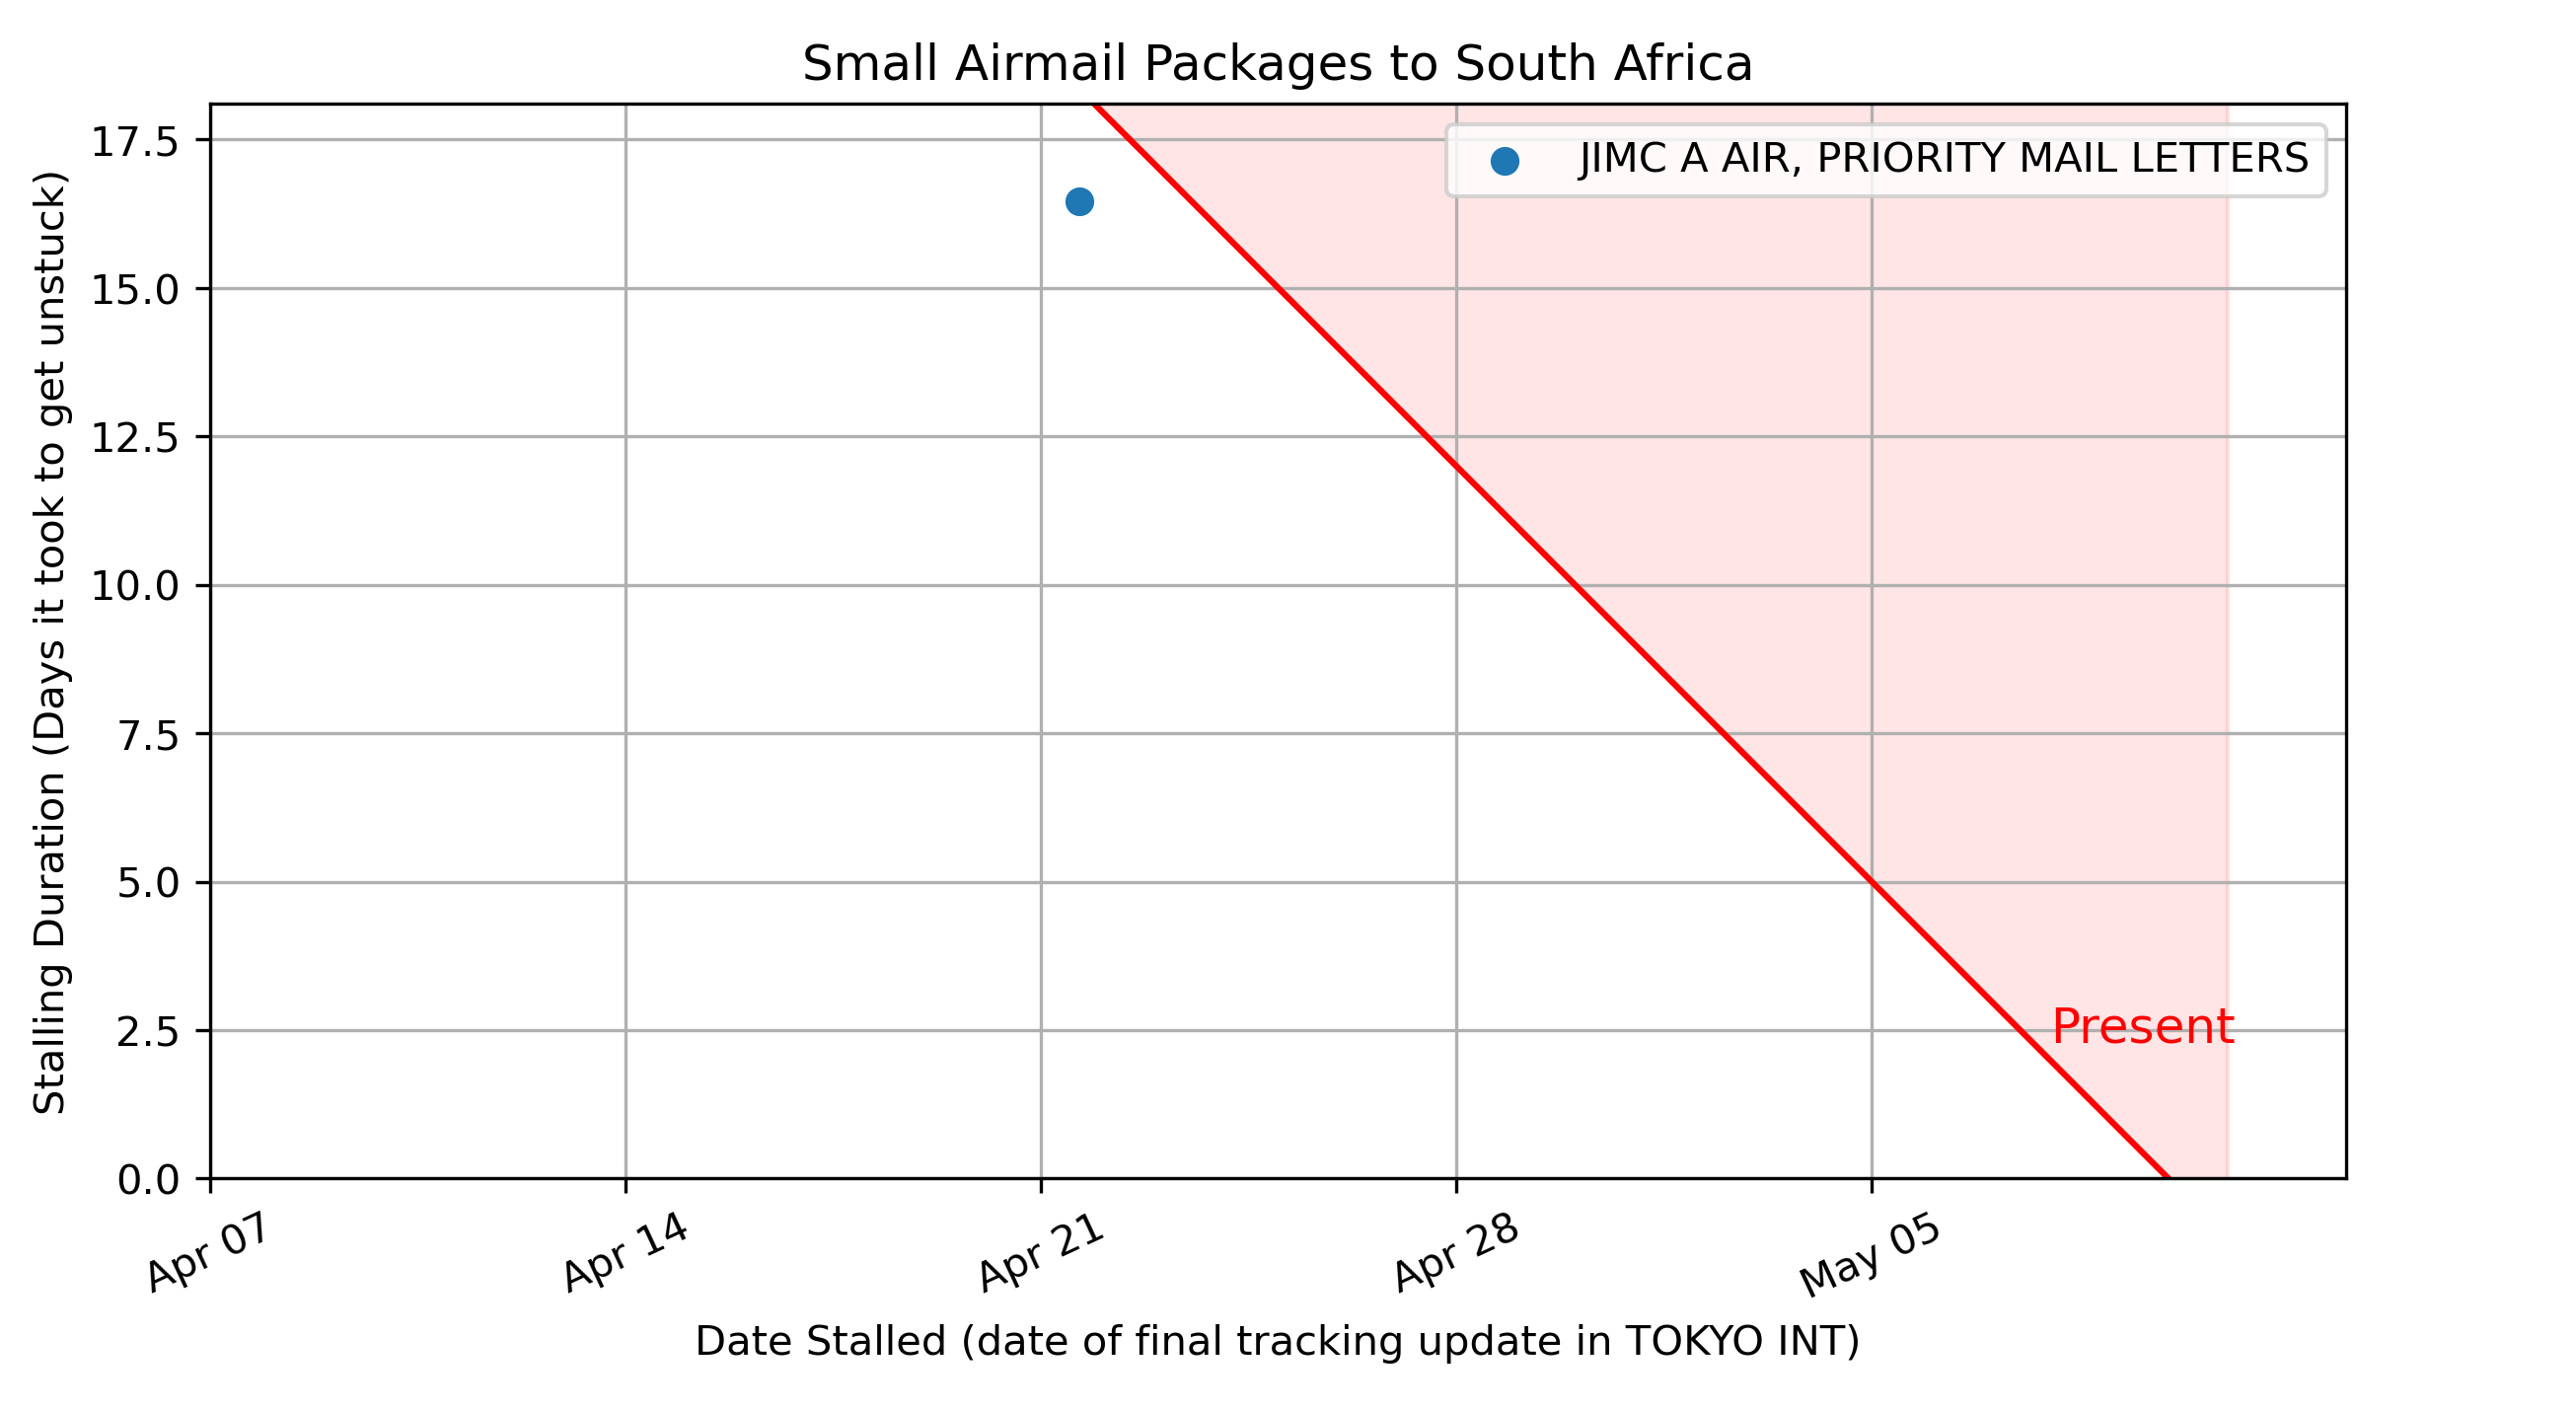 Small Airmail Packages to South Africa
JIMC A AIR, PRIORITY MAIL LETTERS
Stalling Duration (Days it took to get unstuck)
17.5
15.0
12.5
10.0
7.5
5.0
2.5
0.0
Present
Apr 07
Apr 14
Apr 21
Apr 28
May 05
Date Stalled (date of final tracking update in TOKYO INT)